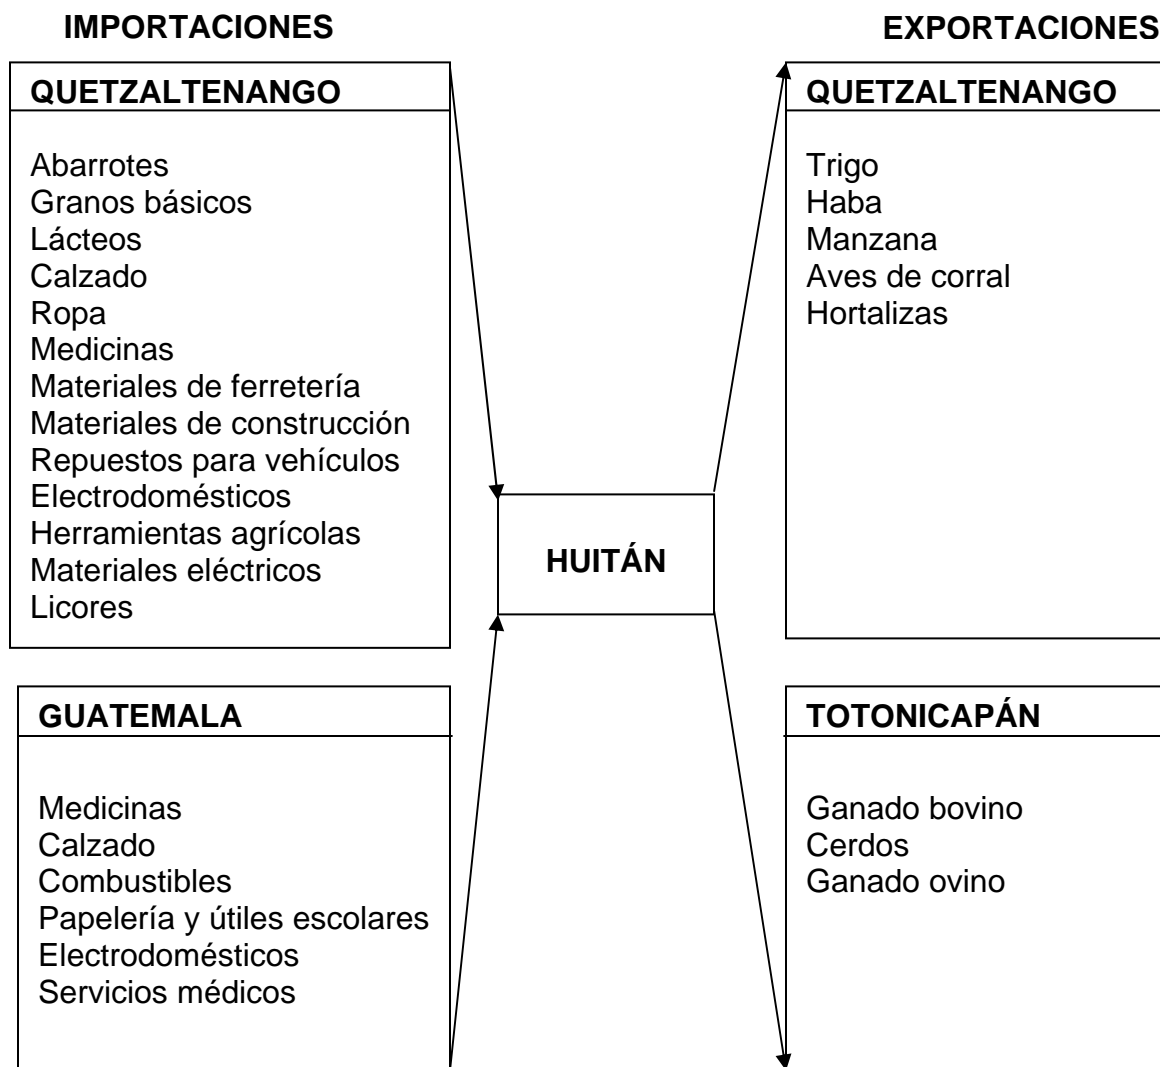 IMPORTACIONES
QUETZALTENANGO
Abarrotes
Granos básicos
Lácteos
Calzado
Ropa
Medicinas
Materiales de ferretería
Materiales de construcción
Repuestos para vehículos
Electrodomésticos
Herramientas agrícolas
Materiales eléctricos
Licores
GUATEMALA
Medicinas
Calzado
Combustibles
Papelería y útiles escolares
Electrodomésticos
Servicios médicos
HUITÁN
EXPORTACIONES
QUETZALTENANGO
Trigo
Haba
Manzana
Aves de corral
Hortalizas
TOTONICAPÁN
Ganado bovino
Cerdos
Ganado ovino